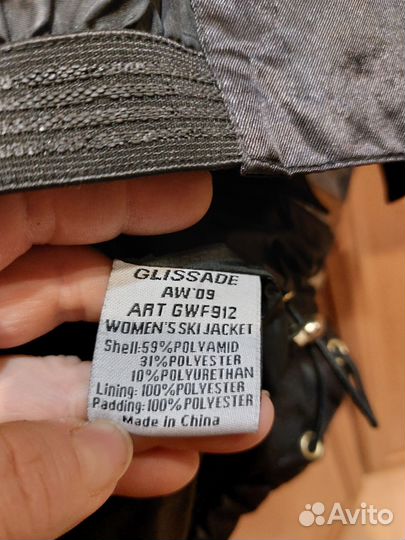 GLISSADE
AW'09
ART GWF912
WOMEN'S SKI JACKET
Shell:59%POLYAMID
31%POLYESTER
10%POLYURETHAN
Lining: 100%POLYESTER
Padding: 100%POLYESTER
Made in China
Avito